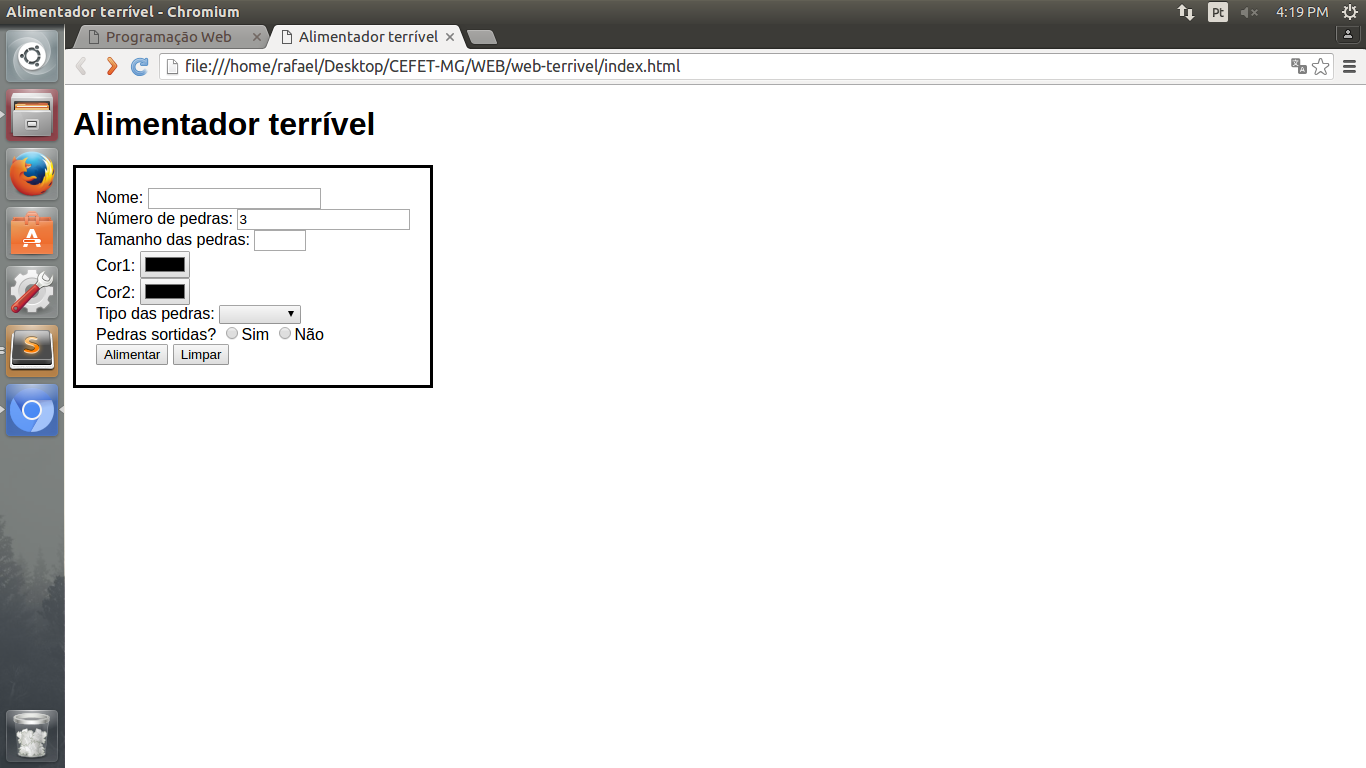 Alimentador terrível - Chromium
Pt
4:19 PM
Programação Web
Alimentador terrível
file:///home/rafael/Desktop/CEFET-MG/WEB/web-terrivel/index.html
Alimentador terrível
Nome:
Número de pedras: 3
Tamanho das pedras:
Cor1:
Cor2:
Tipo das pedras:
Pedras sortidas? Sim Não
Alimentar Limpar